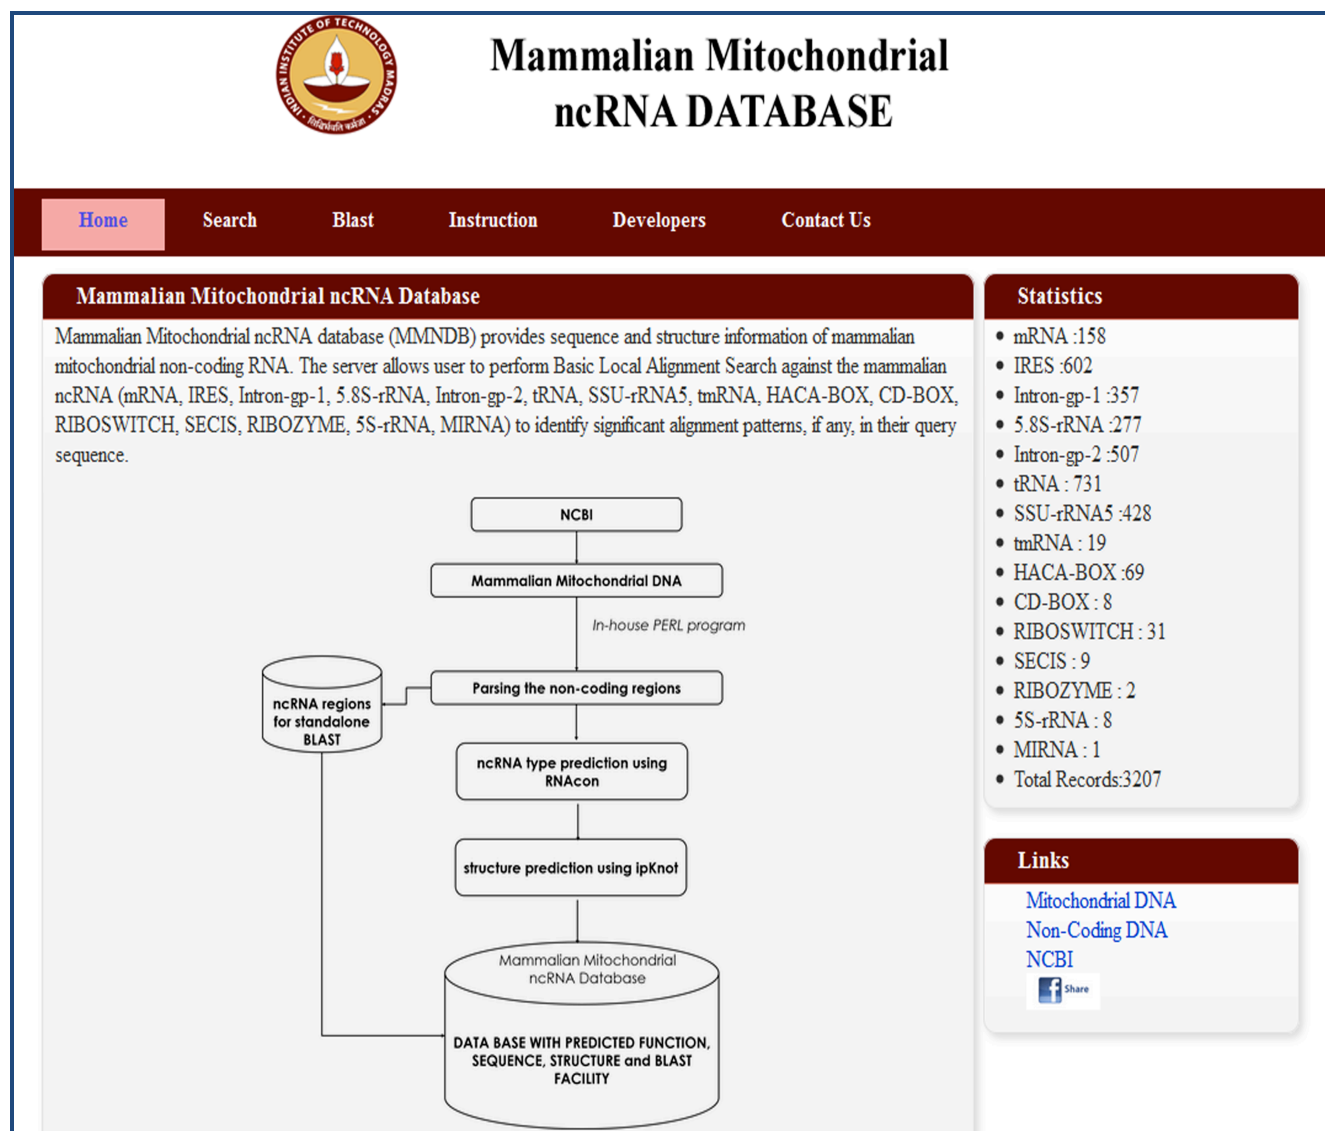 INDIAN INSTITUTE OF TECHNOLOGY MADRAS
सिद्धिर्भवति कर्मजा
Mammalian Mitochondrial
ncRNA DATABASE
Home Search Blast Instruction Developers Contact Us
Mammalian Mitochondrial ncRNA Database
Mammalian Mitochondrial ncRNA database (MMNDB) provides sequence and structure information of mammalian
mitochondrial non-coding RNA. The server allows user to perform Basic Local Alignment Search against the mammalian
ncRNA (mRNA, IRES, Intron-gp-1, 5.8S-rRNA, Intron-gp-2, tRNA, SSU-rRNA5, tmRNA, HACA-BOX, CD-BOX,
RIBOSWITCH, SECIS, RIBOZYME, 5S-rRNA, MIRNA) to identify significant alignment patterns, if any, in their query
sequence.
NCBI
Mammalian Mitochondrial DNA
In-house PERL program
Parsing the non-coding regions
ncRNA regions
for standalone
BLAST
ncRNA type prediction using
RNAcon
structure prediction using ipKnot
Mammalian Mitochondrial
ncRNA Database
DATA BASE WITH PREDICTED FUNCTION,
SEQUENCE, STRUCTURE and BLAST
FACILITY
Statistics
mRNA :158
IRES :602
Intron-gp-1 :357
5.8S-rRNA :277
Intron-gp-2 :507
tRNA : 731
SSU-rRNA5 :428
tmRNA : 19
HACA-BOX :69
CD-BOX : 8
RIBOSWITCH : 31
SECIS : 9
RIBOZYME : 2
5S-rRNA : 8
MIRNA : 1
Total Records:3207
Links
Mitochondrial DNA
Non-Coding DNA
NCBI
f Share